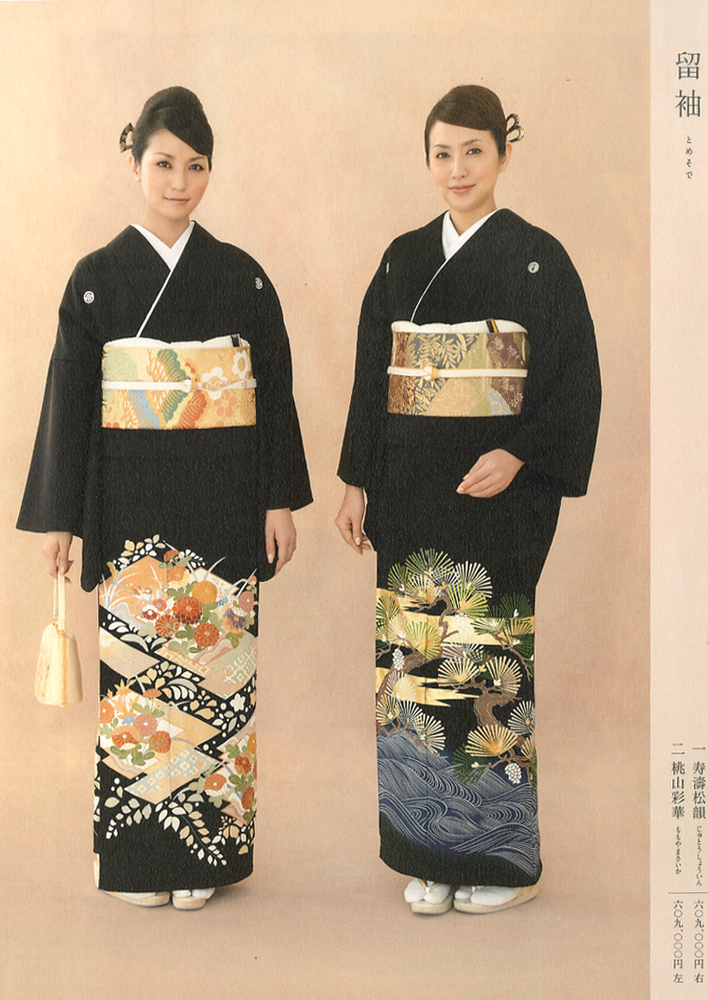 留袖
とめそで
一 寿濤松韻 じゅとうしょういん 六〇九、〇〇〇円 右
二 桃山彩華 ももやまさいか 六〇九、〇〇〇円 左